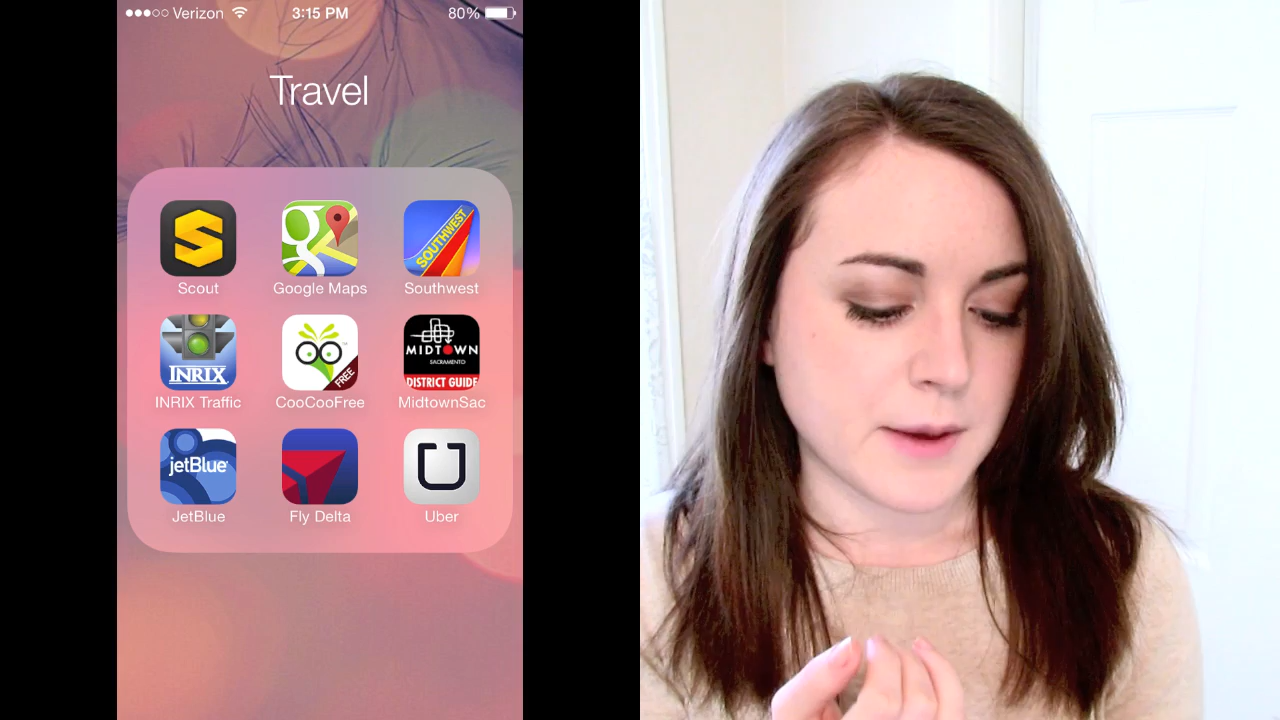 Verizon 3:15 PM 80%
Travel
SOUTHWEST
Scout Google Maps Southwest
INRIX
FREE
MIDTOWN
SACRAMENTO
DISTRICT GUIDE
INRIX Traffic CooCooFree MidtownSac
jetBlue
JetBlue Fly Delta Uber